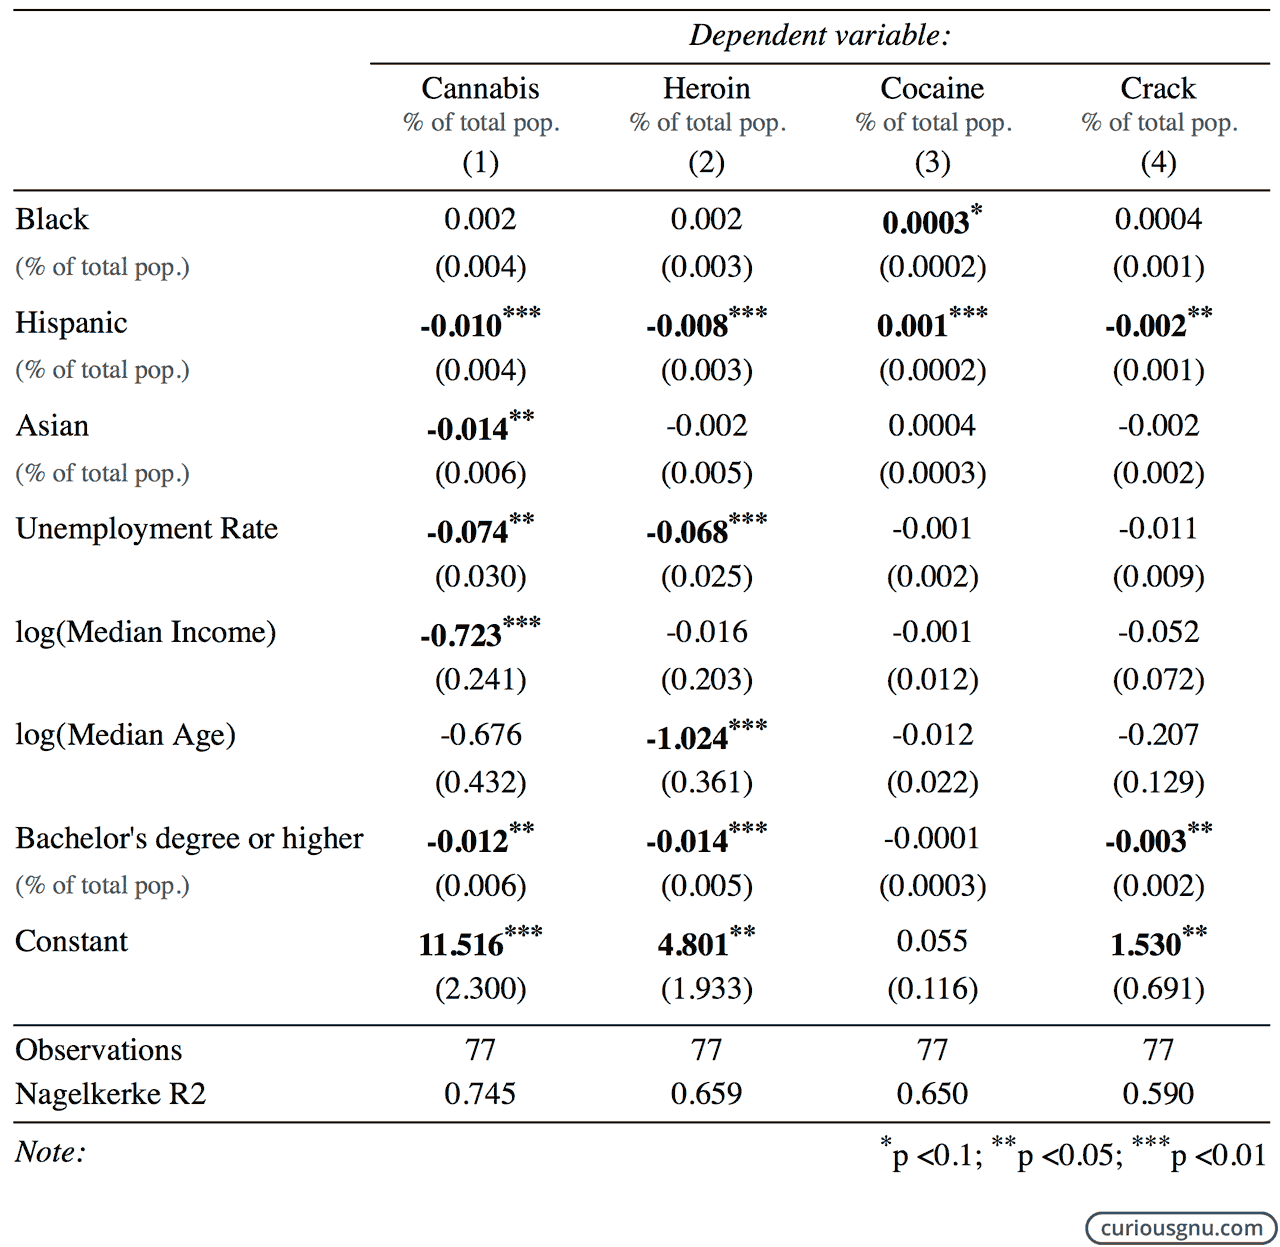 Dependent variable:
Cannabis Heroin Cocaine Crack
% of total pop. % of total pop. % of total pop. % of total pop.
(1) (2) (3) (4)
Black 0.002 0.002 0.0003* 0.0004
(% of total pop.) (0.004) (0.003) (0.0002) (0.001)
Hispanic -0.010*** -0.008*** 0.001*** -0.002**
(% of total pop.) (0.004) (0.003) (0.0002) (0.001)
Asian -0.014** -0.002 0.0004 -0.002
(% of total pop.) (0.006) (0.005) (0.0003) (0.002)
Unemployment Rate -0.074** -0.068*** -0.001 -0.011
(0.030) (0.025) (0.002) (0.009)
log(Median Income) -0.723*** -0.016 -0.001 -0.052
(0.241) (0.203) (0.012) (0.072)
log(Median Age) -0.676 -1.024*** -0.012 -0.207
(0.432) (0.361) (0.022) (0.129)
Bachelor's degree or higher -0.012** -0.014*** -0.0001 -0.003**
(% of total pop.) (0.006) (0.005) (0.0003) (0.002)
Constant 11.516*** 4.801** 0.055 1.530**
(2.300) (1.933) (0.116) (0.691)
Observations 77 77 77 77
Nagelkerke R2 0.745 0.659 0.650 0.590
Note: *p <0.1; **p <0.05; ***p <0.01
curiousgnu.com